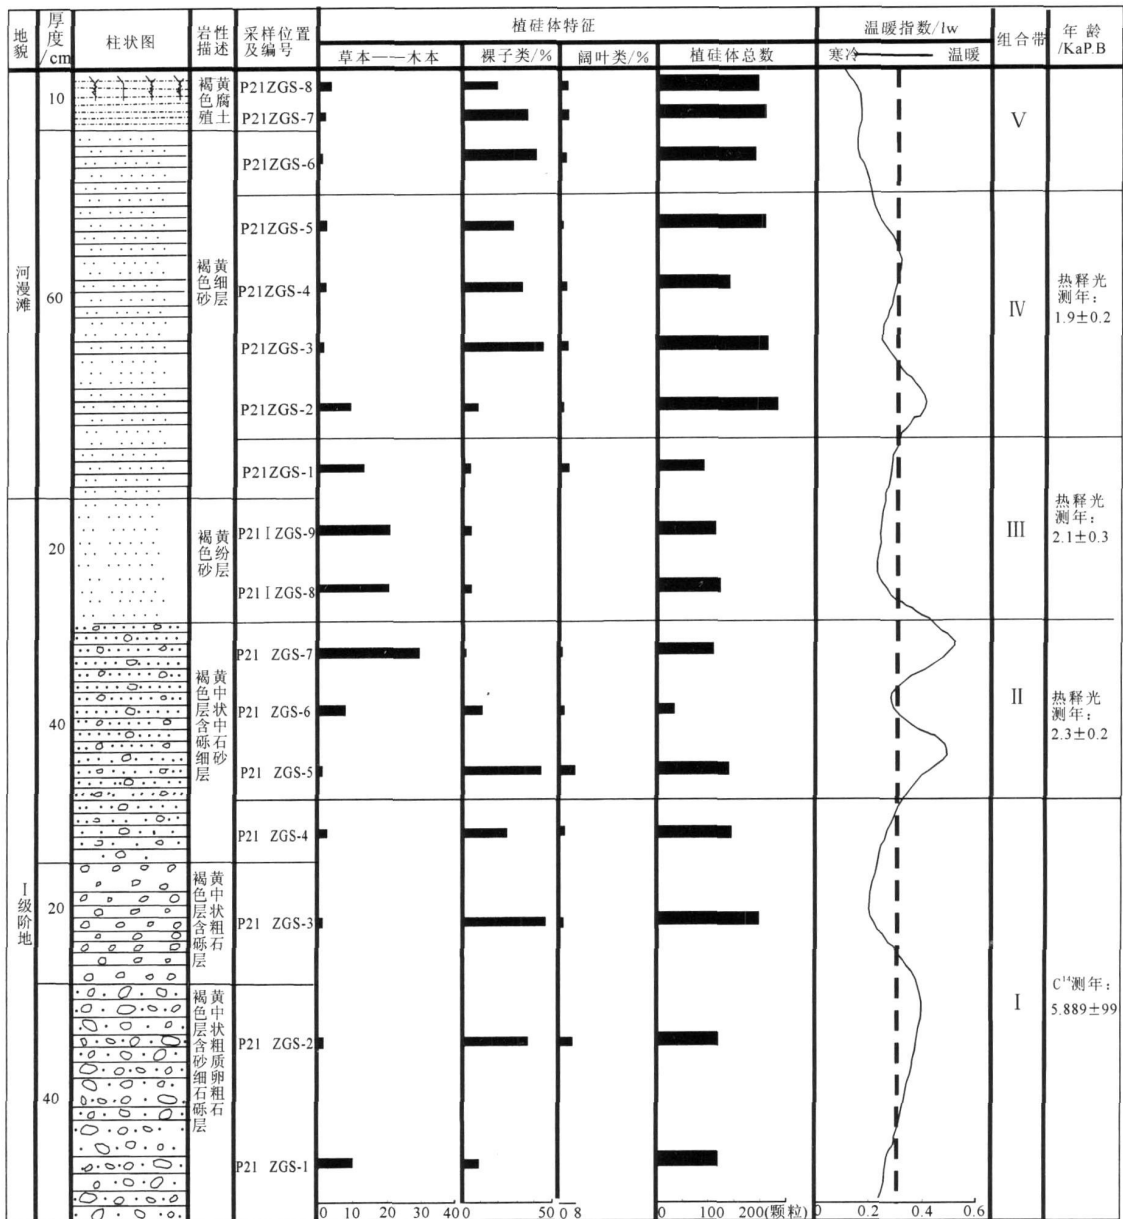 地貌 厚度/cm 柱状图 岩性描述 采样位置及编号 植硅体特征 温暖指数/lw 组合带 年龄/KaP.B
草本——木本 裸子类/% 阔叶类/% 植硅体总数 寒冷 温暖
河漫滩
Ⅰ级阶地
10
60
20
40
20
40
褐黄色腐殖土
褐黄色细砂层
褐黄色纷砂层
褐黄色中层状含中砾石细砂层
褐黄色中层状含粗砾石层
褐黄色中层状含粗砂质细卵石粗砾石层
P21ZGS-8
P21ZGS-7
P21ZGS-6
P21ZGS-5
P21ZGS-4
P21ZGS-3
P21ZGS-2
P21ZGS-1
P21ⅠZGS-9
P21ⅠZGS-8
P21 ZGS-7
P21 ZGS-6
P21 ZGS-5
P21 ZGS-4
P21 ZGS-3
P21 ZGS-2
P21 ZGS-1
Ⅴ
Ⅳ
Ⅲ
Ⅱ
Ⅰ
热释光
测年：
1.9±0.2
热释光
测年：
2.1±0.3
热释光
测年：
2.3±0.2
C¹⁴测年：
5.889±99
0 10 20 30 40 0 50 0 8 0 100 200(颗粒) 0 0.2 0.4 0.6